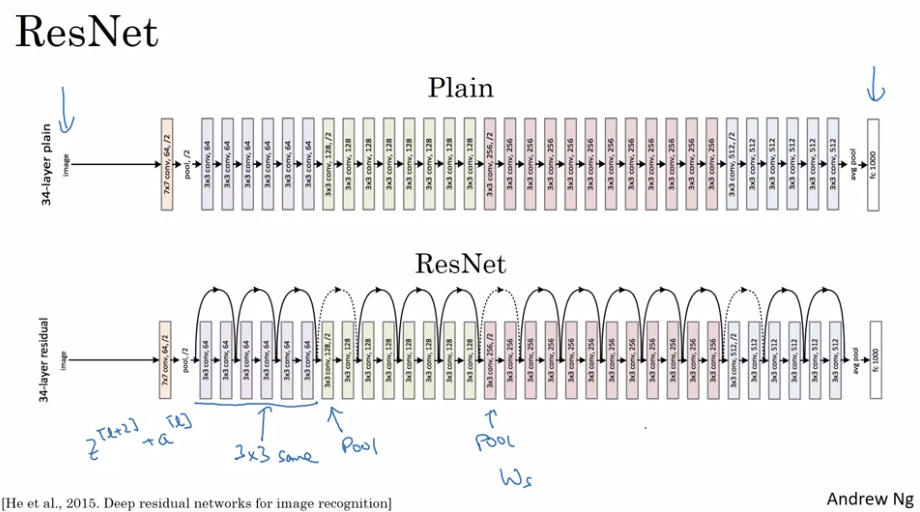 ResNet
Plain
34-layer plain
image
7x7 conv, 64, /2
pool, /2
3x3 conv, 64
3x3 conv, 64
3x3 conv, 64
3x3 conv, 64
3x3 conv, 64
3x3 conv, 64
3x3 conv, 128, /2
3x3 conv, 128
3x3 conv, 128
3x3 conv, 128
3x3 conv, 128
3x3 conv, 128
3x3 conv, 128
3x3 conv, 128
3x3 conv, 256, /2
3x3 conv, 256
3x3 conv, 256
3x3 conv, 256
3x3 conv, 256
3x3 conv, 256
3x3 conv, 256
3x3 conv, 256
3x3 conv, 256
3x3 conv, 256
3x3 conv, 256
3x3 conv, 256
3x3 conv, 512, /2
3x3 conv, 512
3x3 conv, 512
3x3 conv, 512
3x3 conv, 512
3x3 conv, 512
avg pool
fc 1000
ResNet
34-layer residual
image
7x7 conv, 64, /2
pool, /2
3x3 conv, 64
3x3 conv, 64
3x3 conv, 64
3x3 conv, 64
3x3 conv, 64
3x3 conv, 64
3x3 conv, 128, /2
3x3 conv, 128
3x3 conv, 128
3x3 conv, 128
3x3 conv, 128
3x3 conv, 128
3x3 conv, 128
3x3 conv, 128
3x3 conv, 256, /2
3x3 conv, 256
3x3 conv, 256
3x3 conv, 256
3x3 conv, 256
3x3 conv, 256
3x3 conv, 256
3x3 conv, 256
3x3 conv, 256
3x3 conv, 256
3x3 conv, 256
3x3 conv, 256
3x3 conv, 512, /2
3x3 conv, 512
3x3 conv, 512
3x3 conv, 512
3x3 conv, 512
3x3 conv, 512
avg pool
fc 1000
z[l+2] + a[l]
3x3 same
Pool
Pool
Ws
[He et al., 2015. Deep residual networks for image recognition]
Andrew Ng